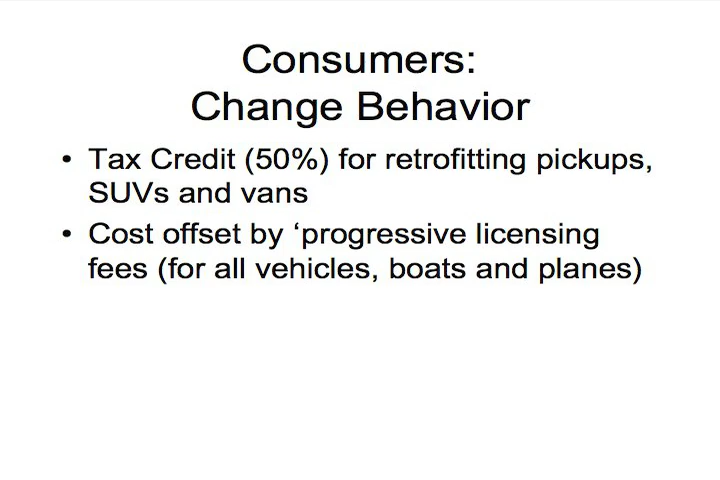 Consumers:
Change Behavior
• Tax Credit (50%) for retrofitting pickups,
SUVs and vans
• Cost offset by ‘progressive licensing
fees (for all vehicles, boats and planes)